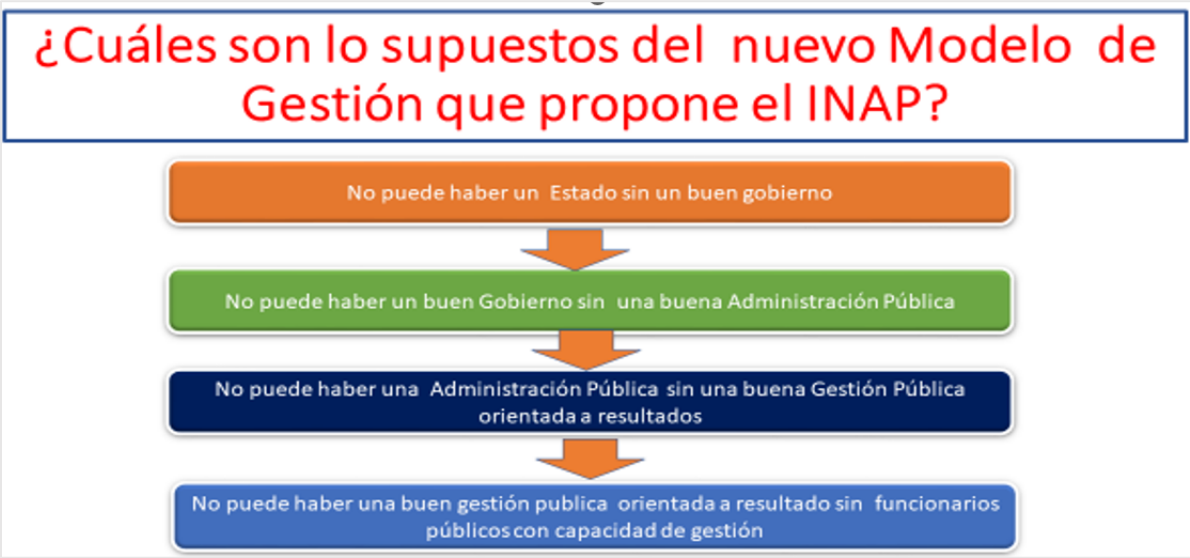 ¿Cuáles son lo supuestos del nuevo Modelo de
Gestión que propone el INAP?
No puede haber un Estado sin un buen gobierno
No puede haber un buen Gobierno sin una buena Administración Pública
No puede haber una Administración Pública sin una buena Gestión Pública
orientada a resultados
No puede haber una buen gestión publica orientada a resultado sin funcionarios
públicos con capacidad de gestión